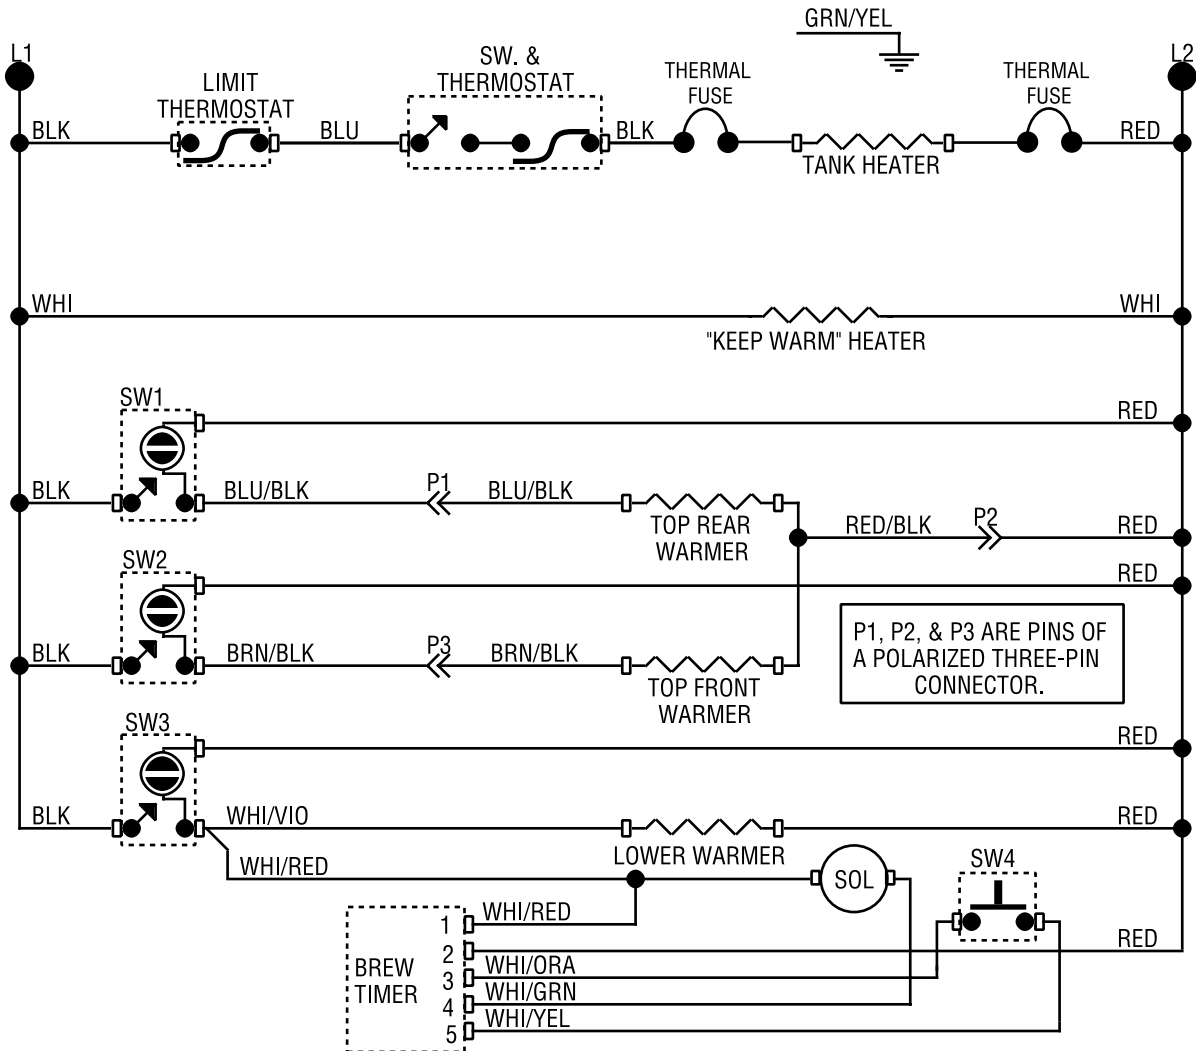 GRN/YEL
L1
L2
SW. &
THERMOSTAT
LIMIT
THERMOSTAT
THERMAL
FUSE
THERMAL
FUSE
BLK
BLU
BLK
RED
TANK HEATER
WHI
WHI
"KEEP WARM" HEATER
SW1
RED
BLK
BLU/BLK
P1
BLU/BLK
TOP REAR
WARMER
RED/BLK
P2
RED
SW2
RED
BLK
BRN/BLK
P3
BRN/BLK
TOP FRONT
WARMER
P1, P2, & P3 ARE PINS OF
A POLARIZED THREE-PIN
CONNECTOR.
SW3
RED
BLK
WHI/VIO
RED
LOWER WARMER
WHI/RED
SOL
SW4
BREW
TIMER
1
WHI/RED
2
RED
3
WHI/ORA
4
WHI/GRN
5
WHI/YEL